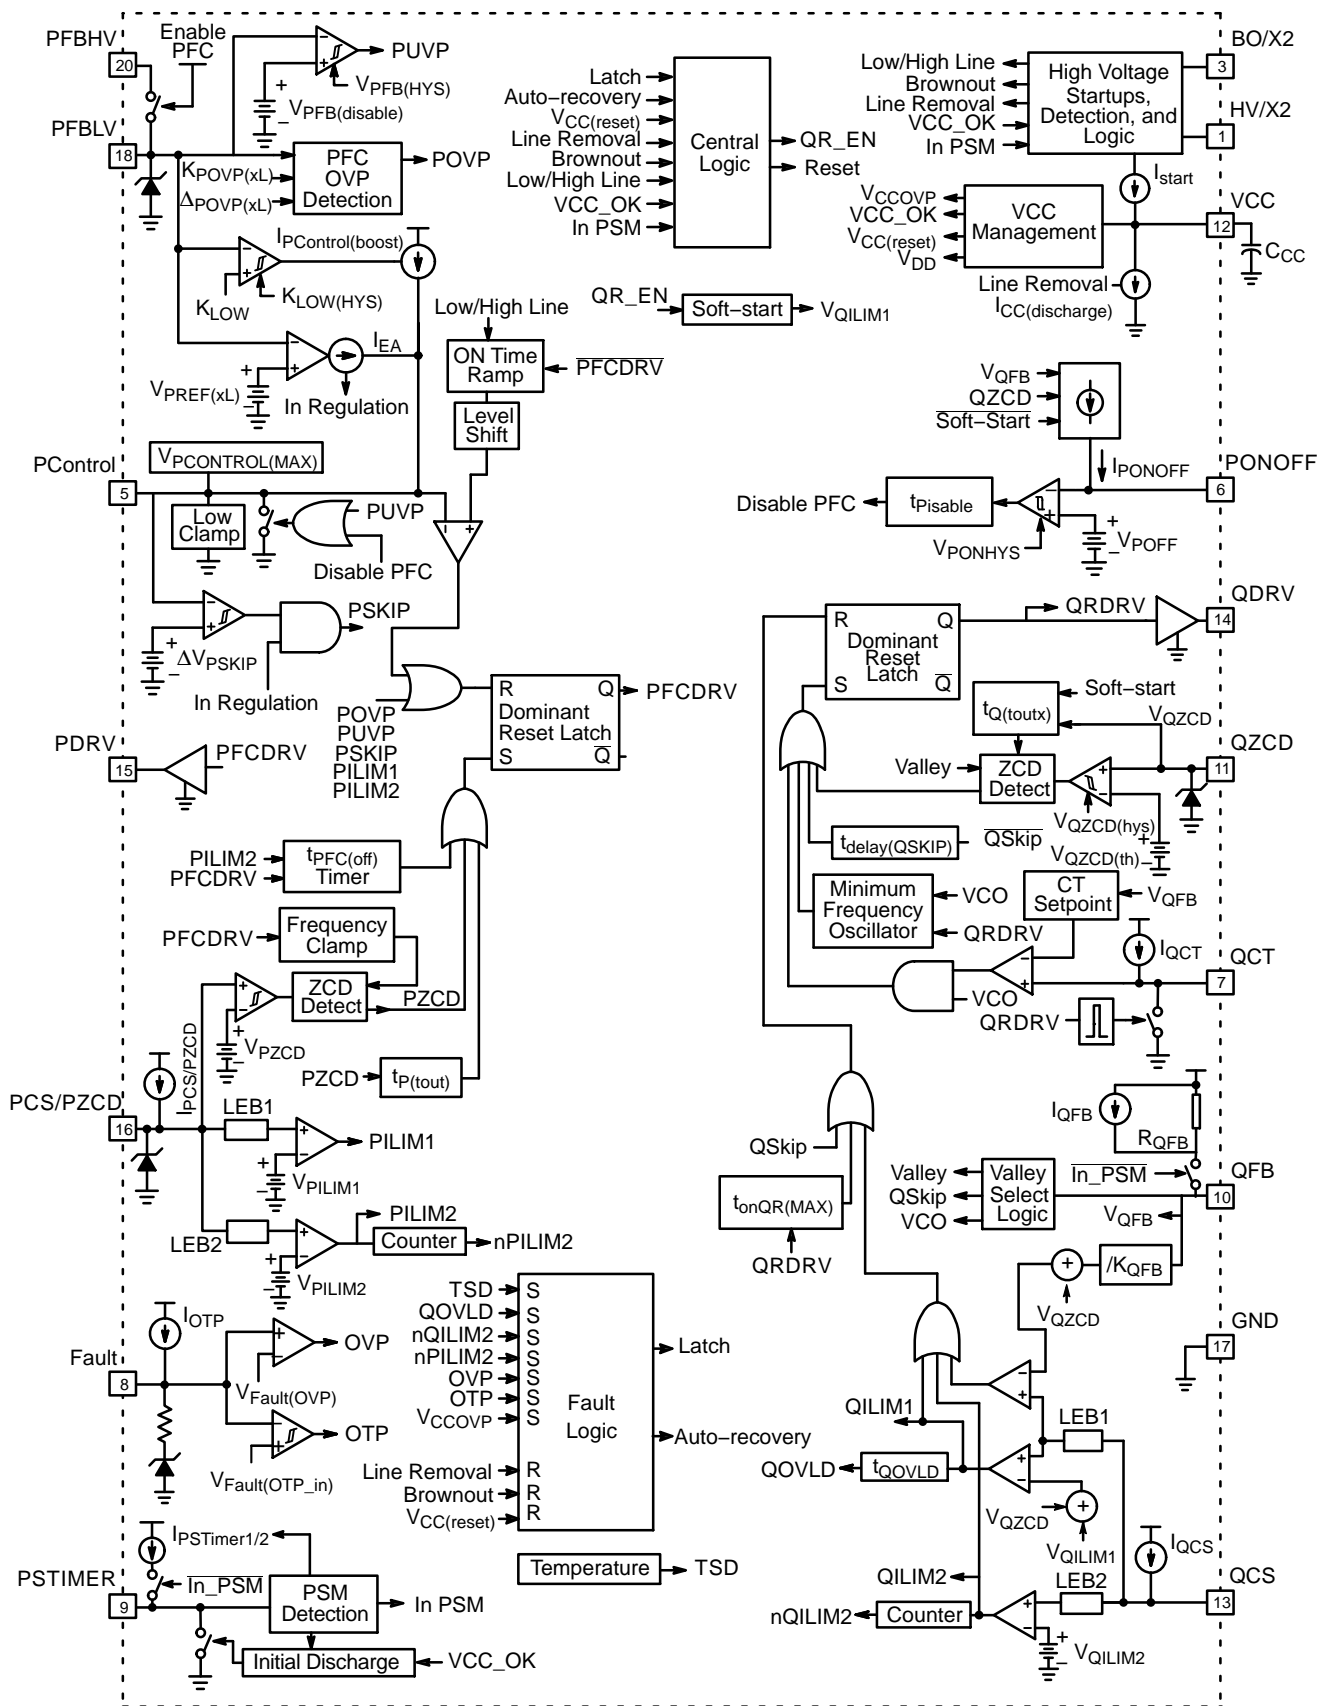 PFBHV
20
Enable
PFC
PUVP
VPFB(HYS)
+
−
VPFB(disable)
PFBLV
18
KPOVP(xL)
ΔPOVP(xL)
PFC
OVP
Detection
POVP
IPControl(boost)
−
+
KLOW
KLOW(HYS)
−
+
IEA
+
−
VPREF(xL)
In Regulation
Low/High Line
ON Time
Ramp
PFCDRV
Level
Shift
Latch
Auto−recovery
VCC(reset)
Line Removal
Brownout
Low/High Line
VCC_OK
In PSM
Central
Logic
QR_EN
Reset
QR_EN
Soft−start
VQILIM1
Low/High Line
Brownout
Line Removal
VCC_OK
In PSM
High Voltage
Startups,
Detection, and
Logic
BO/X2
3
HV/X2
1
Istart
VCCOVP
VCC_OK
VCC(reset)
VDD
VCC
Management
VCC
12
CCC
Line Removal
ICC(discharge)
VQFB
QZCD
Soft−Start
IPONOFF
PONOFF
6
Disable PFC
tPisable
−
+
VPONHYS
+
−
VPOFF
PControl
5
VPCONTROL(MAX)
Low
Clamp
PUVP
Disable PFC
−
+
−
+
+
−
ΔVPSKIP
PSKIP
In Regulation
POVP
PUVP
PSKIP
PILIM1
PILIM2
R
Q
Dominant
Reset Latch
S
Q
PFCDRV
PDRV
15
PFCDRV
PILIM2
PFCDRV
tPFC(off)
Timer
PFCDRV
Frequency
Clamp
+
−
ZCD
Detect
PZCD
+
−
VPZCD
PZCD
tP(tout)
IPCS/PZCD
PCS/PZCD
16
LEB1
+
−
PILIM1
+
−
VPILIM1
LEB2
+
−
PILIM2
Counter
nPILIM2
+
−
VPILIM2
IOTP
Fault
8
+
−
OVP
VFault(OVP)
−
+
OTP
VFault(OTP_in)
TSD
QOVLD
nQILIM2
nPILIM2
OVP
OTP
VCCOVP
S
S
S
S
S
S
S
Line Removal
Brownout
VCC(reset)
R
R
R
Fault
Logic
Latch
Auto−recovery
Temperature
TSD
IPSTimer1/2
PSTIMER
9
In_PSM
PSM
Detection
In PSM
Initial Discharge
VCC_OK
R
Q
Dominant
Reset
Latch
S
Q
QRDRV
QDRV
14
tQ(toutx)
Soft−start
VQZCD
QZCD
11
Valley
ZCD
Detect
+
−
VQZCD(hys)
VQZCD(th)
+
−
tdelay(QSKIP)
QSkip
Minimum
Frequency
Oscillator
VCO
QRDRV
CT
Setpoint
VQFB
−
+
VCO
IQCT
QCT
7
QRDRV
QSkip
tonQR(MAX)
QRDRV
IQFB
RQFB
In_PSM
Valley
QSkip
VCO
Valley
Select
Logic
QFB
10
VQFB
/KQFB
+
VQZCD
GND
17
−
+
QILIM1
LEB1
QOVLD
tQOVLD
+
−
+
VQZCD
VQILIM1
IQCS
QILIM2
LEB2
QCS
13
nQILIM2
Counter
+
−
+
−
VQILIM2